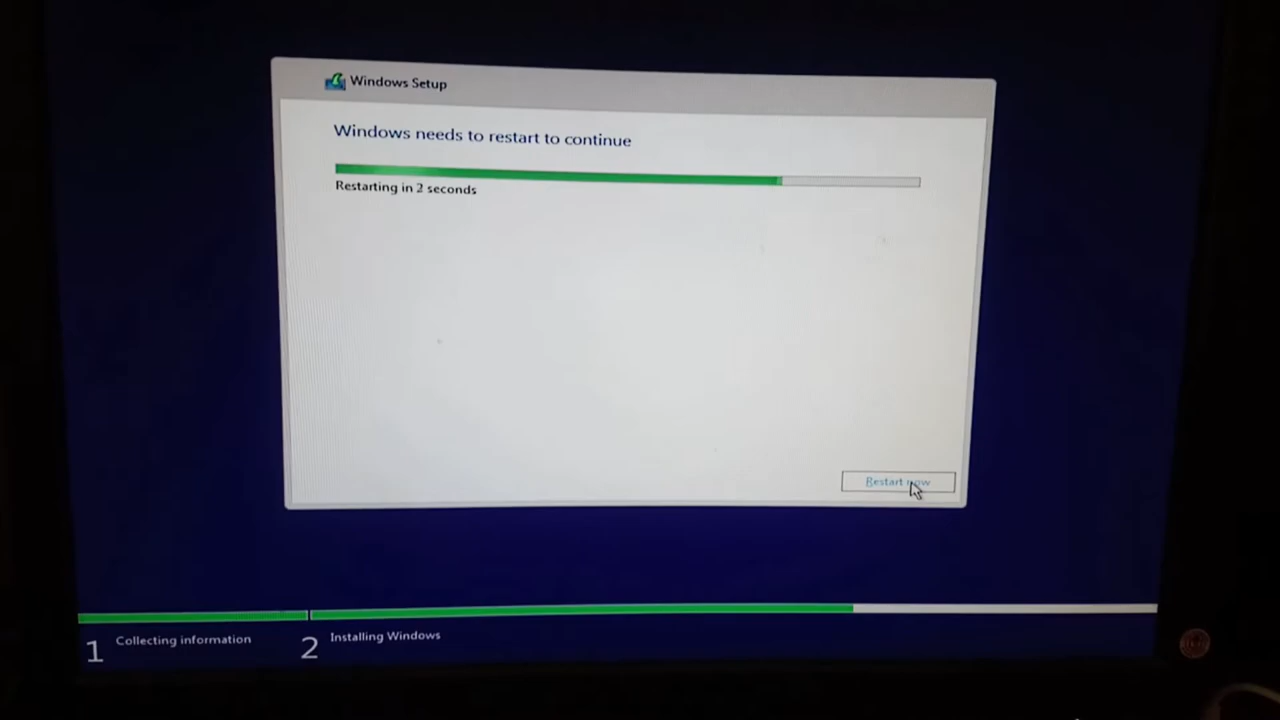 Windows Setup
Windows needs to restart to continue
Restarting in 2 seconds
Restart now
1 Collecting information
2 Installing Windows